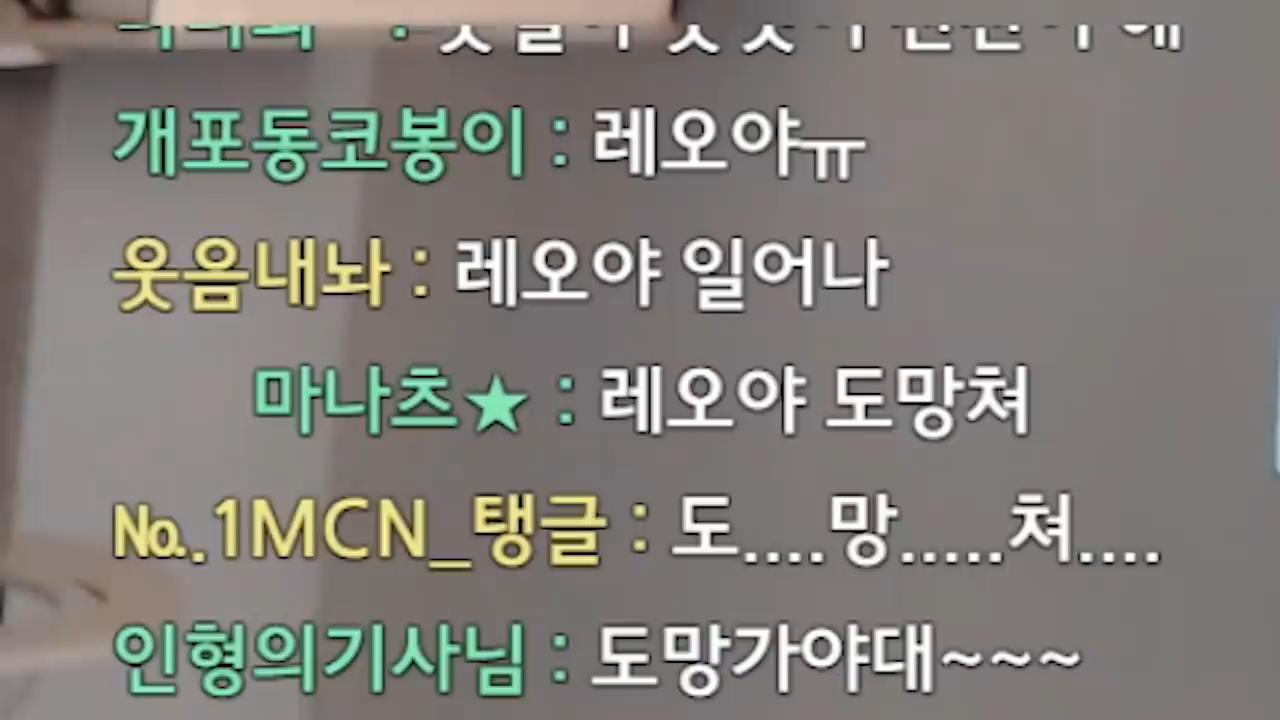 개포동코봉이 : 레오야ㅠ
웃음내놔 : 레오야 일어나
마나츠★ : 레오야 도망쳐
№.1MCN_탱글 : 도....망.....쳐....
인형의기사님 : 도망가야대~~~